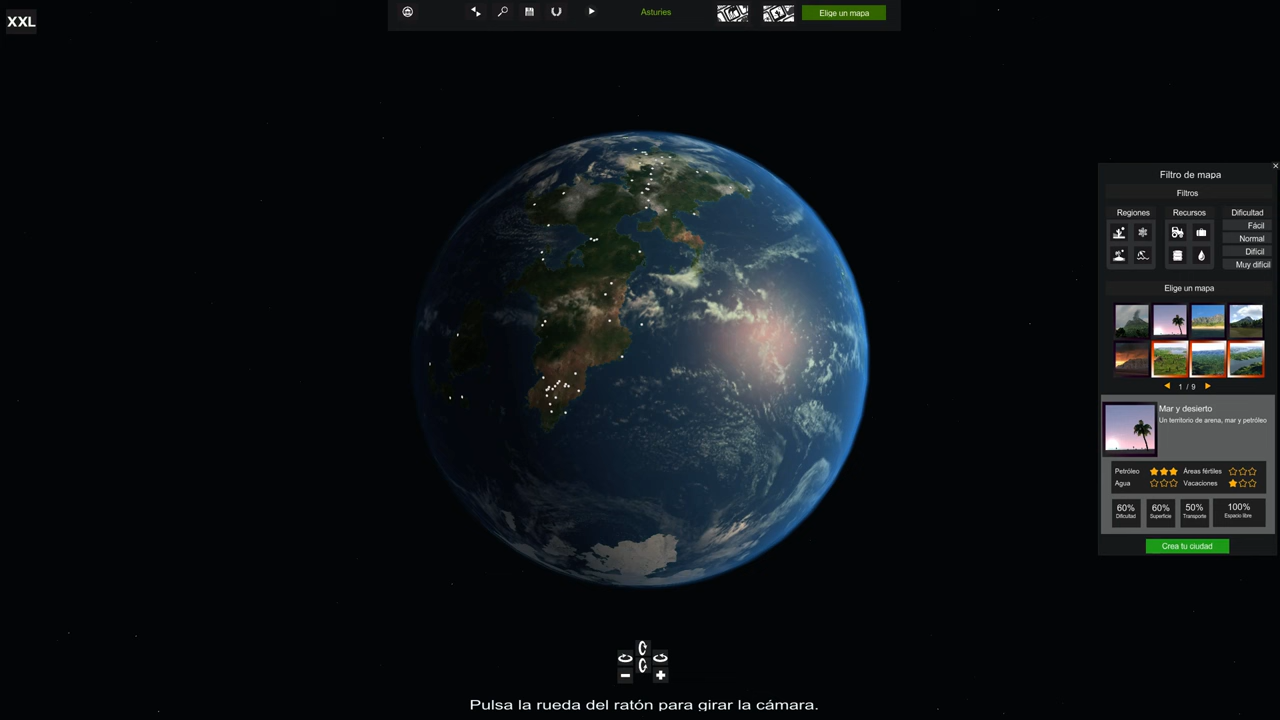 XXL
Asturies
Elige un mapa
Filtro de mapa
Filtros
Regiones Recursos Dificultad
Fácil
Normal
Difícil
Muy difícil
Elige un mapa
1 / 9
Mar y desierto
Un territorio de arena, mar y petróleo
Petróleo Áreas fértiles
Agua Vacaciones
60% 60% 50% 100%
Dificultad Superficie Transporte Espacio libre
Crea tu ciudad
Pulsa la rueda del ratón para girar la cámara.